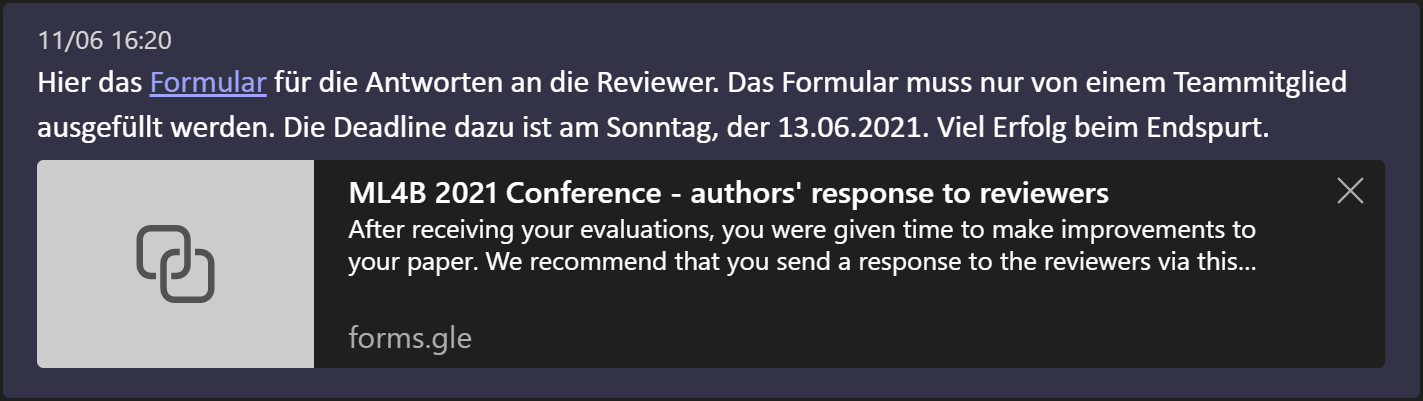 11/06 16:20
Hier das Formular für die Antworten an die Reviewer. Das Formular muss nur von einem Teammitglied
ausgefüllt werden. Die Deadline dazu ist am Sonntag, der 13.06.2021. Viel Erfolg beim Endspurt.
ML4B 2021 Conference - authors' response to reviewers
After receiving your evaluations, you were given time to make improvements to
your paper. We recommend that you send a response to the reviewers via this...
forms.gle